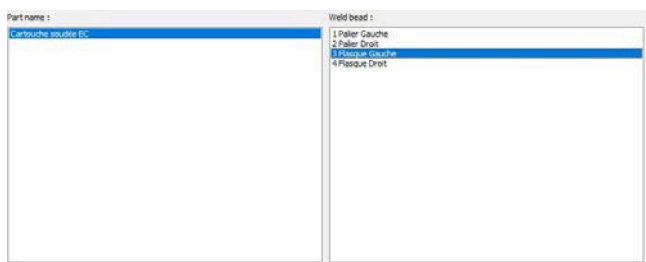 Part name :
Cartouche soudée EC
Weld bead :
1 Palier Gauche
2 Palier Droit
3 Flasque Gauche
4 Flasque Droit